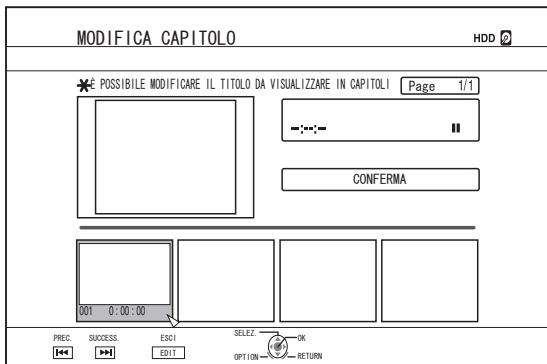 MODIFICA CAPITOLO
HDD
*È POSSIBILE MODIFICARE IL TITOLO DA VISUALIZZARE IN CAPITOLI
Page 1/1
-:--:-
CONFERMA
001 0:00:00
PREC. SUCCESS. ESCI SELEZ. OK
EDIT OPTION RETURN